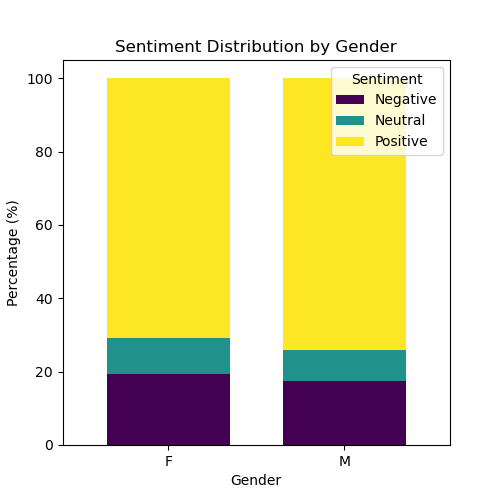 Sentiment Distribution by Gender
Sentiment
Negative
Neutral
Positive
100
80
60
40
20
0
Percentage (%)
F M
Gender